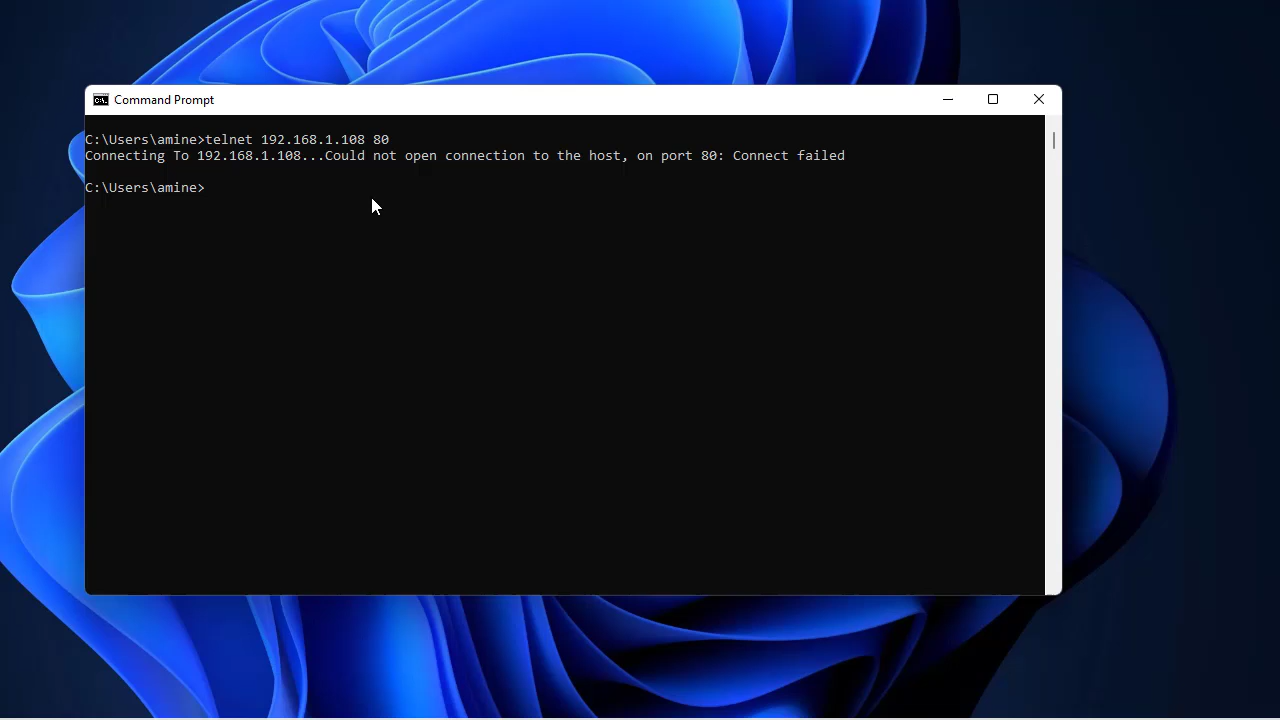 Command Prompt
C:\Users\amine>telnet 192.168.1.108 80
Connecting To 192.168.1.108...Could not open connection to the host, on port 80: Connect failed
C:\Users\amine>